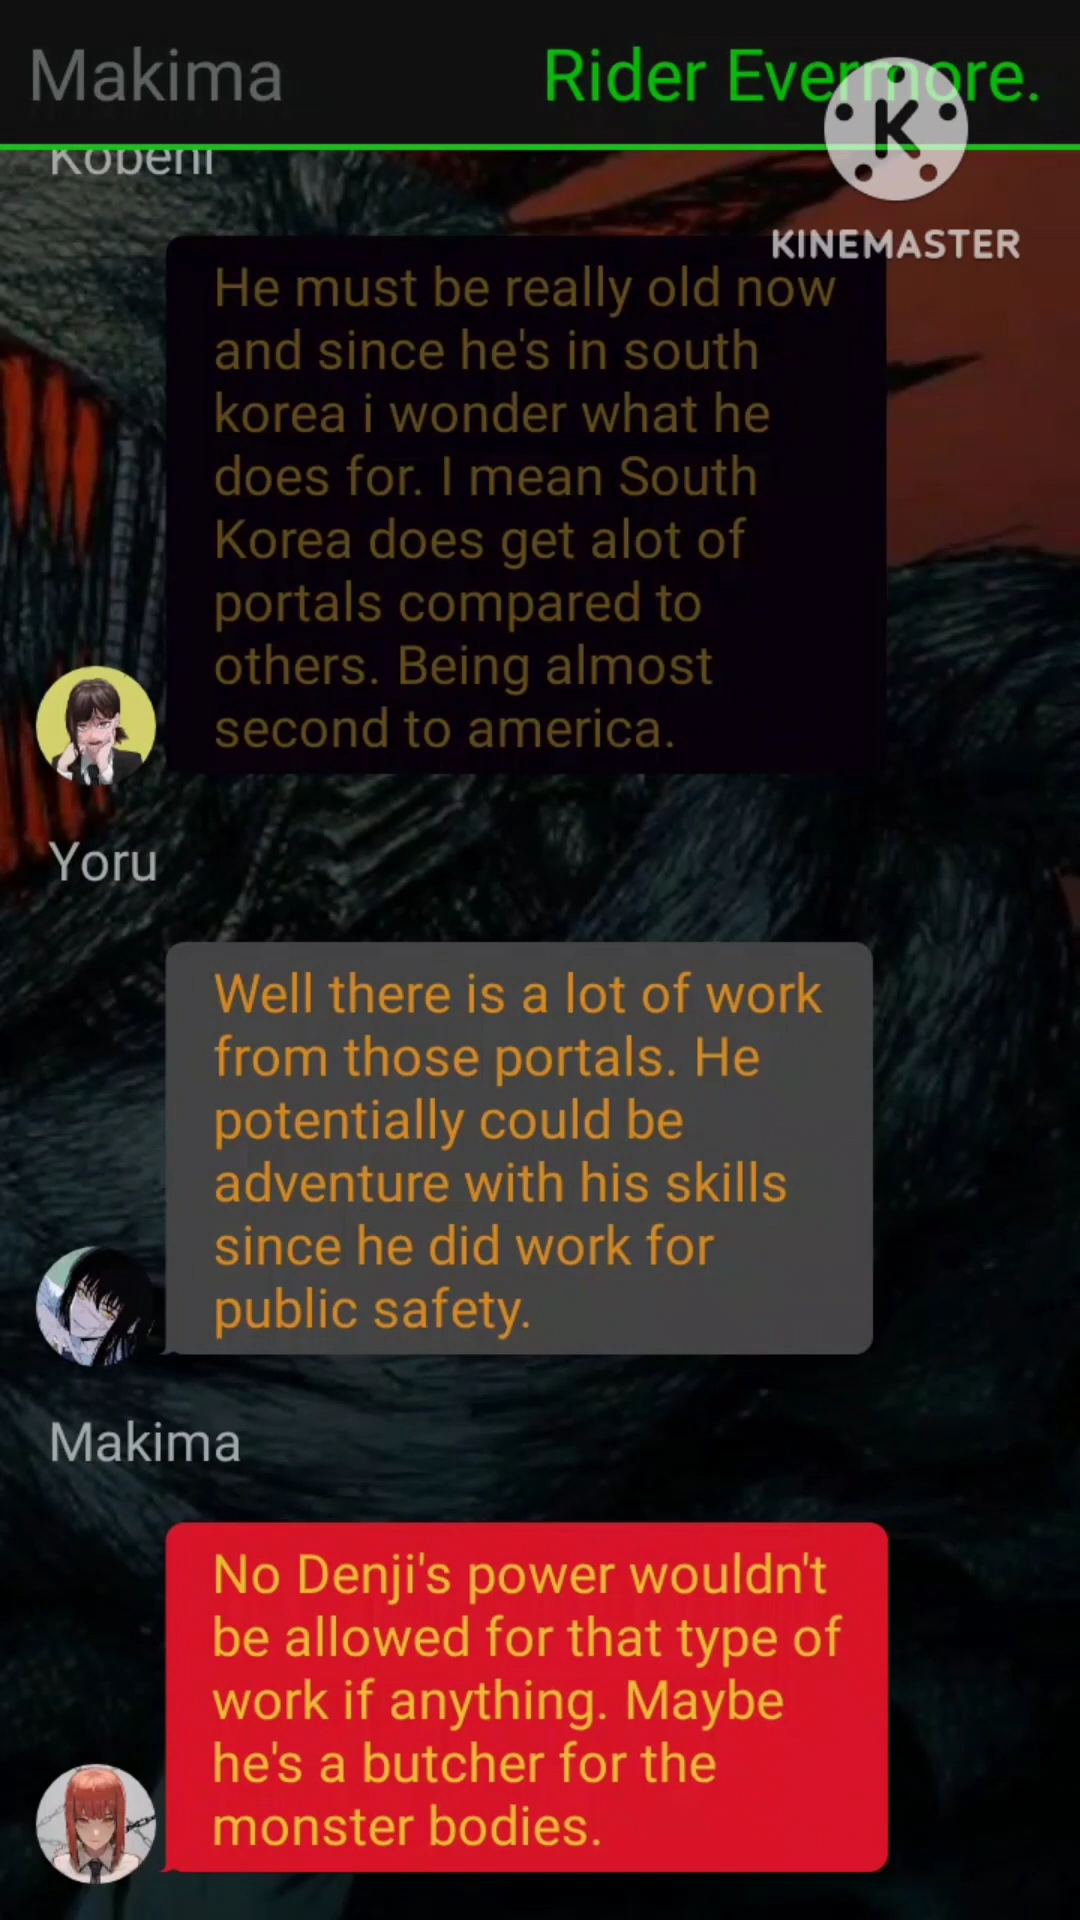 Makima
Rider Evermore.
K
KINEMASTER
Kobeni
He must be really old now
and since he's in south
korea i wonder what he
does for. I mean South
Korea does get alot of
portals compared to
others. Being almost
second to america.
Yoru
Well there is a lot of work
from those portals. He
potentially could be
adventure with his skills
since he did work for
public safety.
Makima
No Denji's power wouldn't
be allowed for that type of
work if anything. Maybe
he's a butcher for the
monster bodies.